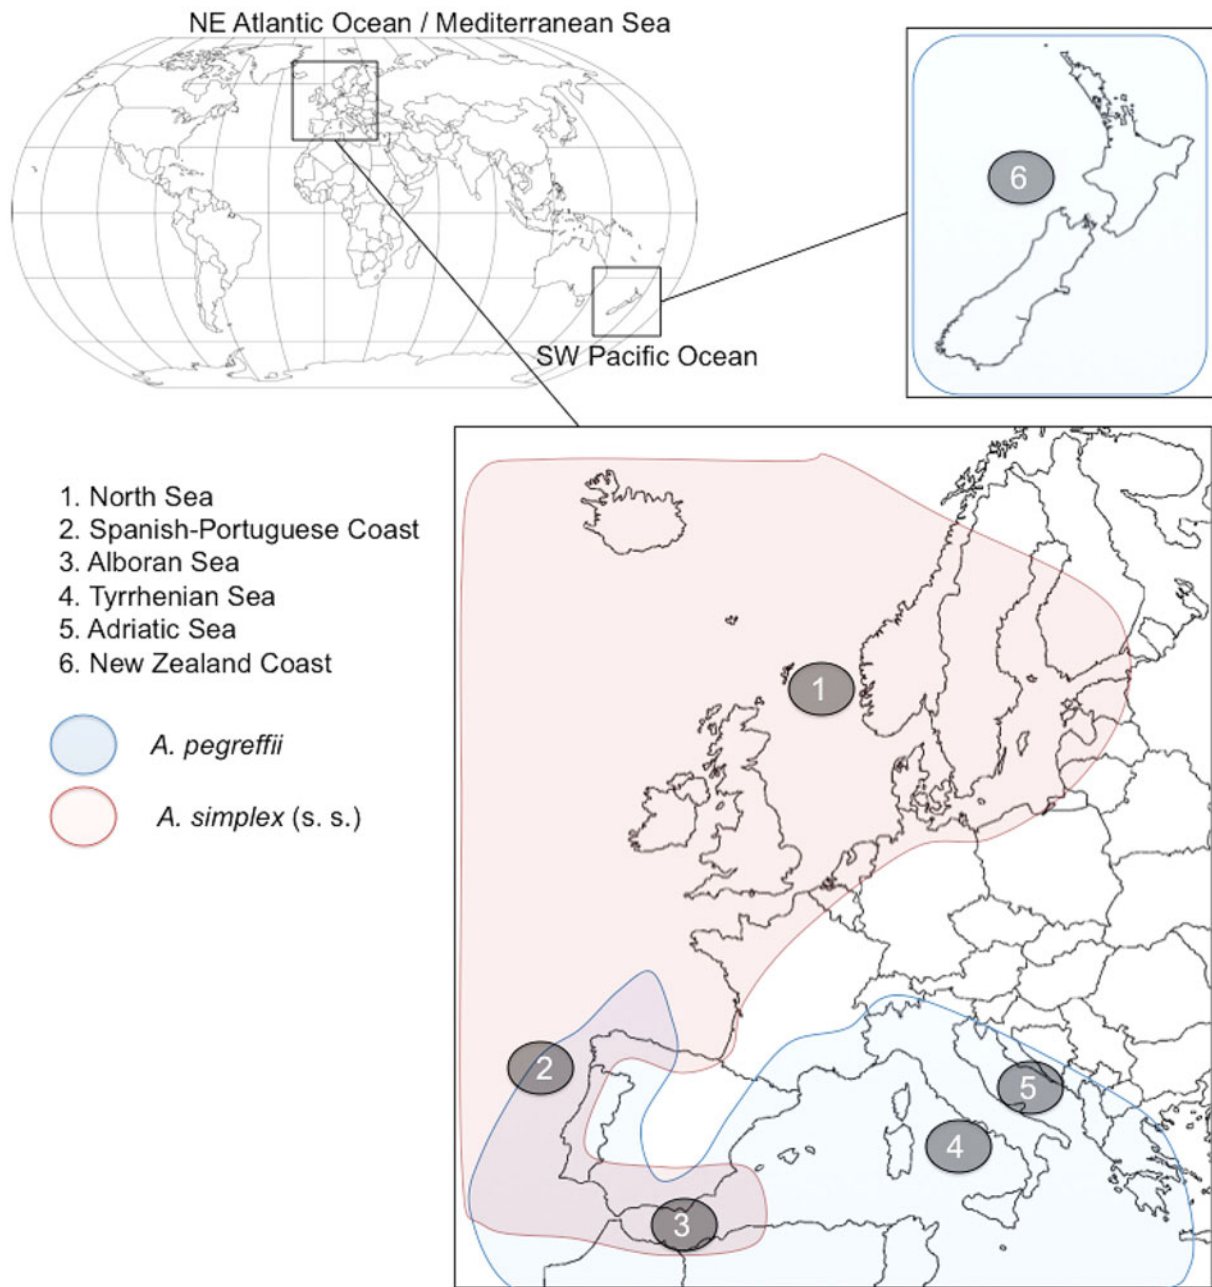 NE Atlantic Ocean / Mediterranean Sea
6
SW Pacific Ocean
1. North Sea
2. Spanish-Portuguese Coast
3. Alboran Sea
4. Tyrrhenian Sea
5. Adriatic Sea
6. New Zealand Coast
A. pegreffii
A. simplex (s. s.)
1
2
5
4
3